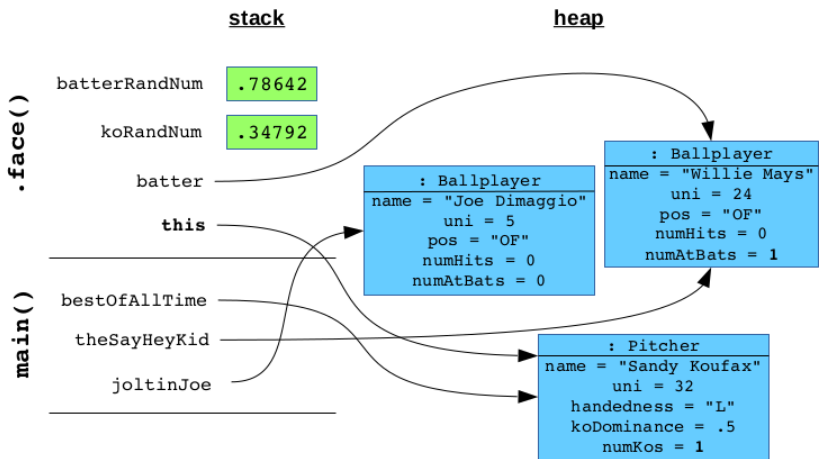 stack
heap
.face()
batterRandNum
.78642
koRandNum
.34792
batter
this
main()
bestOfAllTime
theSayHeyKid
joltinJoe
: Ballplayer
name = "Joe Dimaggio"
uni = 5
pos = "OF"
numHits = 0
numAtBats = 0
: Ballplayer
name = "Willie Mays"
uni = 24
pos = "OF"
numHits = 0
numAtBats = 1
: Pitcher
name = "Sandy Koufax"
uni = 32
handedness = "L"
koDominance = .5
numKos = 1